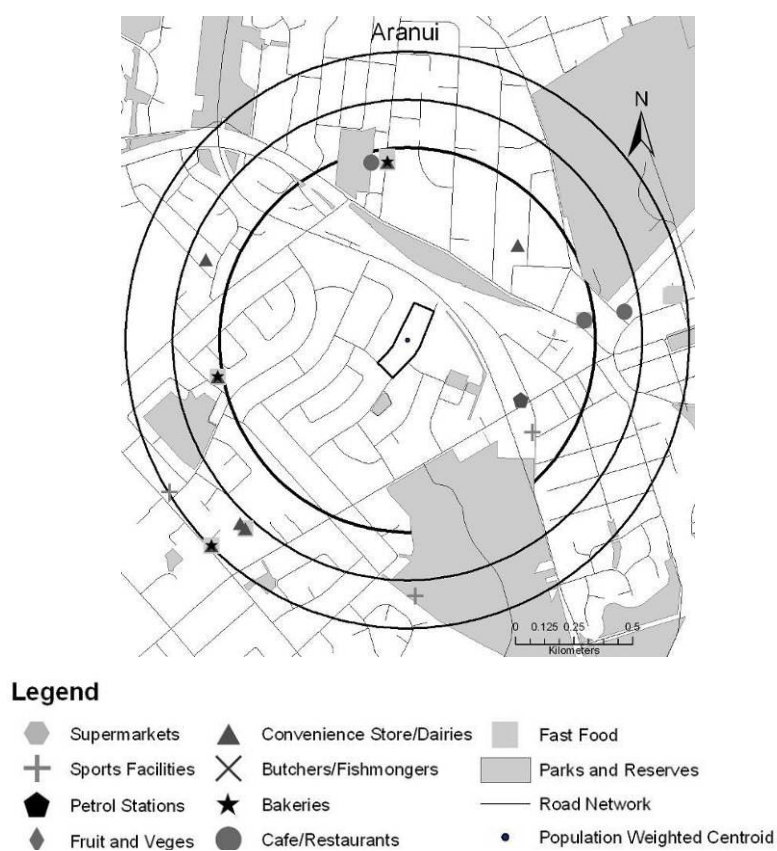 Aranui
N
0 0.125 0.25 0.5
Kilometers
Legend
Supermarkets Convenience Store/Dairies Fast Food
Sports Facilities Butchers/Fishmongers Parks and Reserves
Petrol Stations Bakeries Road Network
Fruit and Veges Cafe/Restaurants Population Weighted Centroid